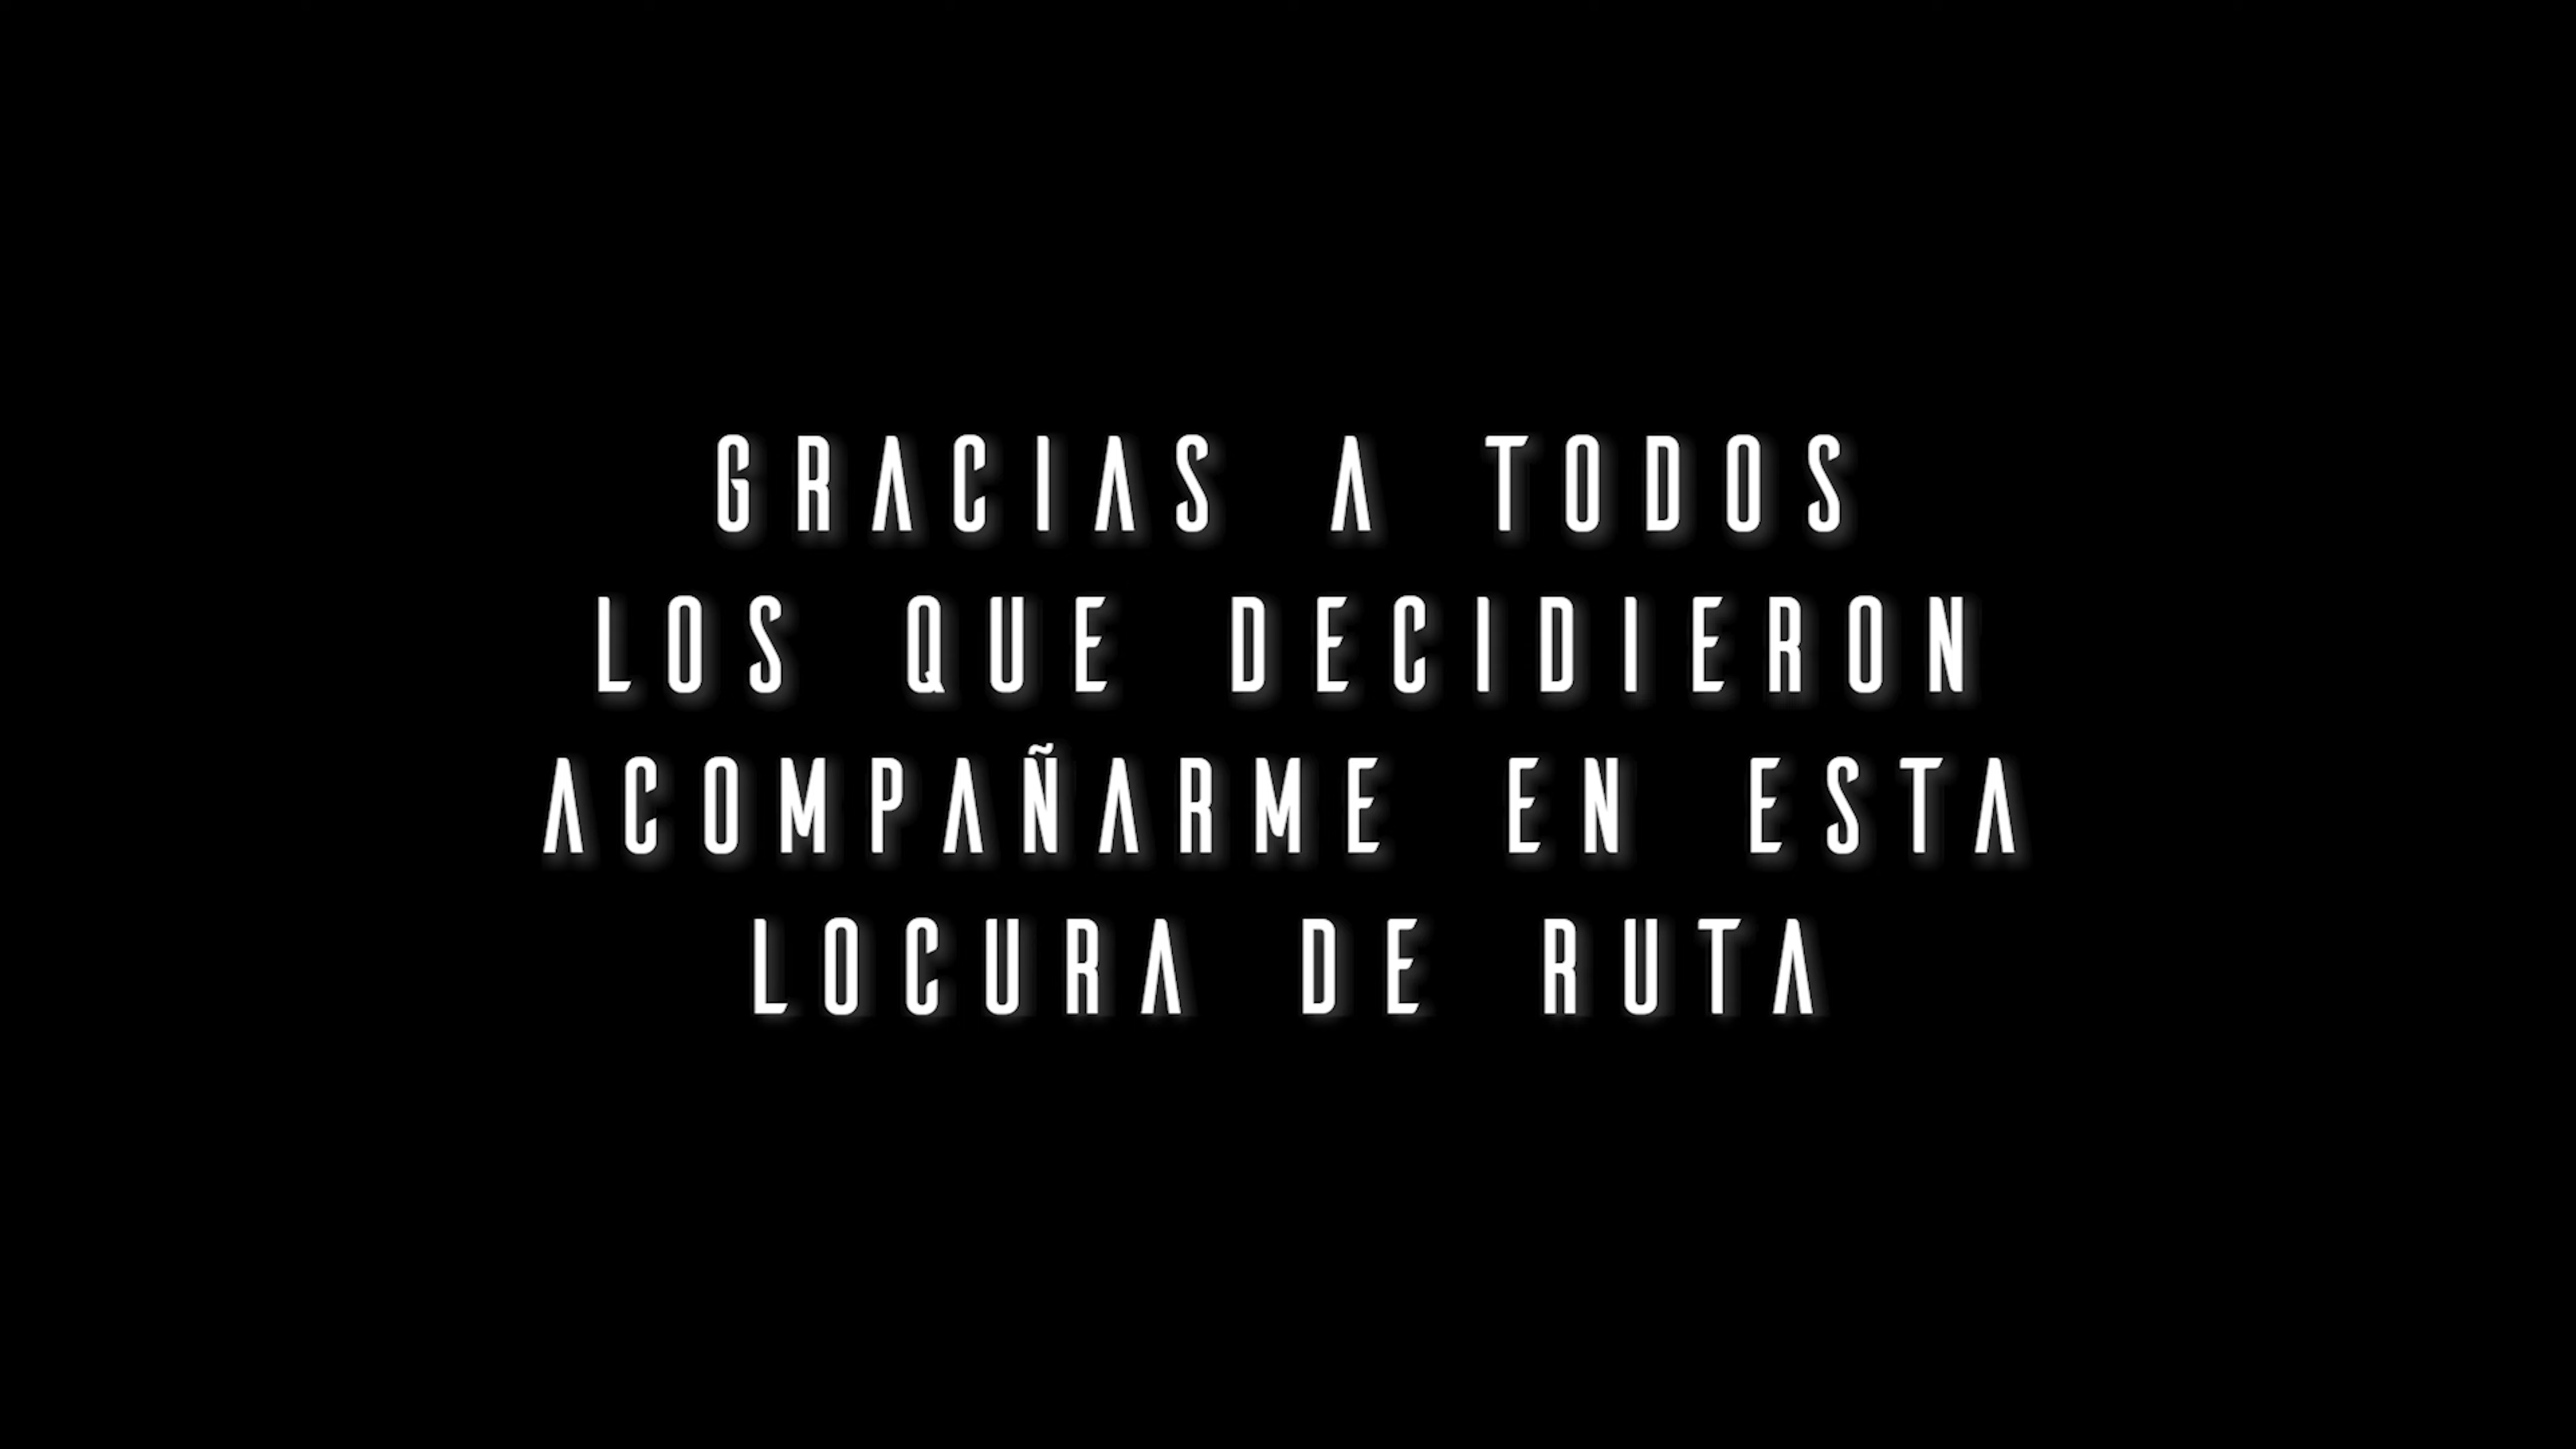 GRACIAS A TODOS
LOS QUE DECIDIERON
ACOMPAÑARME EN ESTA
LOCURA DE RUTA